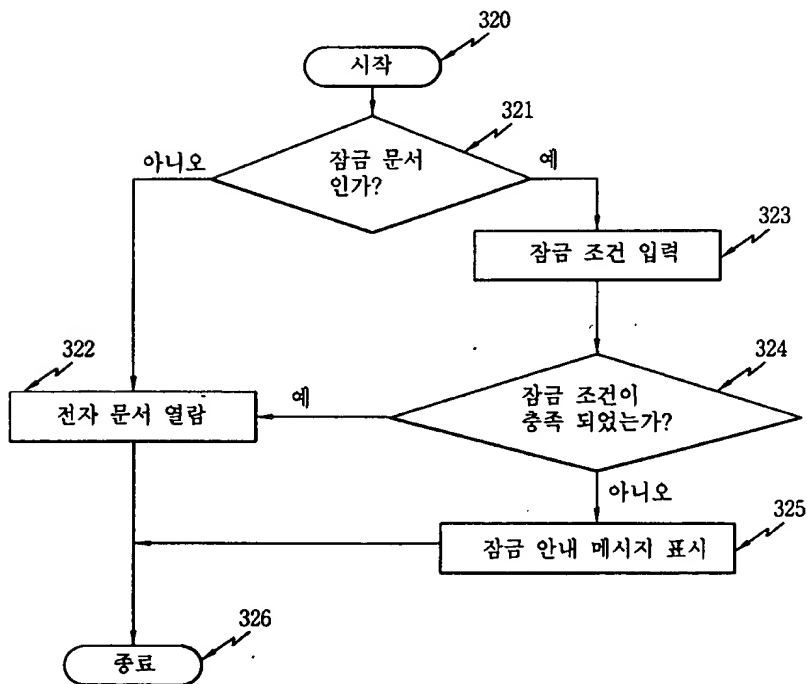 320
시작
321
잠금 문서
인가?
아니오
예
323
잠금 조건 입력
322
전자 문서 열람
324
잠금 조건이
충족 되었는가?
예
아니오
325
잠금 안내 메시지 표시
326
종료